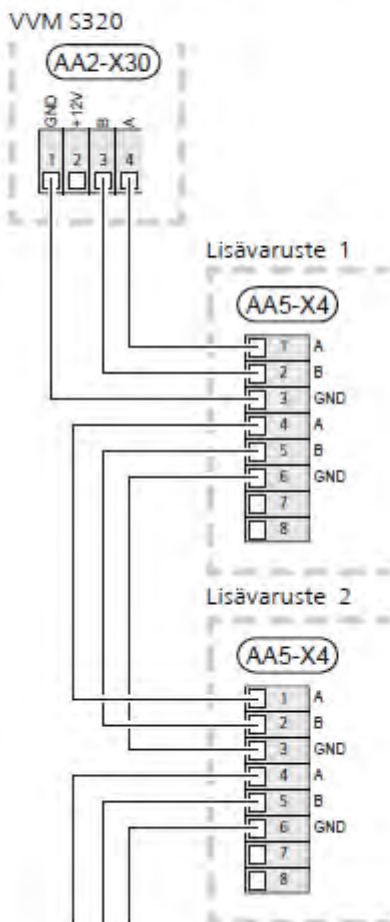 VVM S320
AA2-X30
GND +12V B A
1 2 3 4
Lisävaruste 1
AA5-X4
1 A
2 B
3 GND
4 A
5 B
6 GND
7
8
Lisävaruste 2
AA5-X4
1 A
2 B
3 GND
4 A
5 B
6 GND
7
8